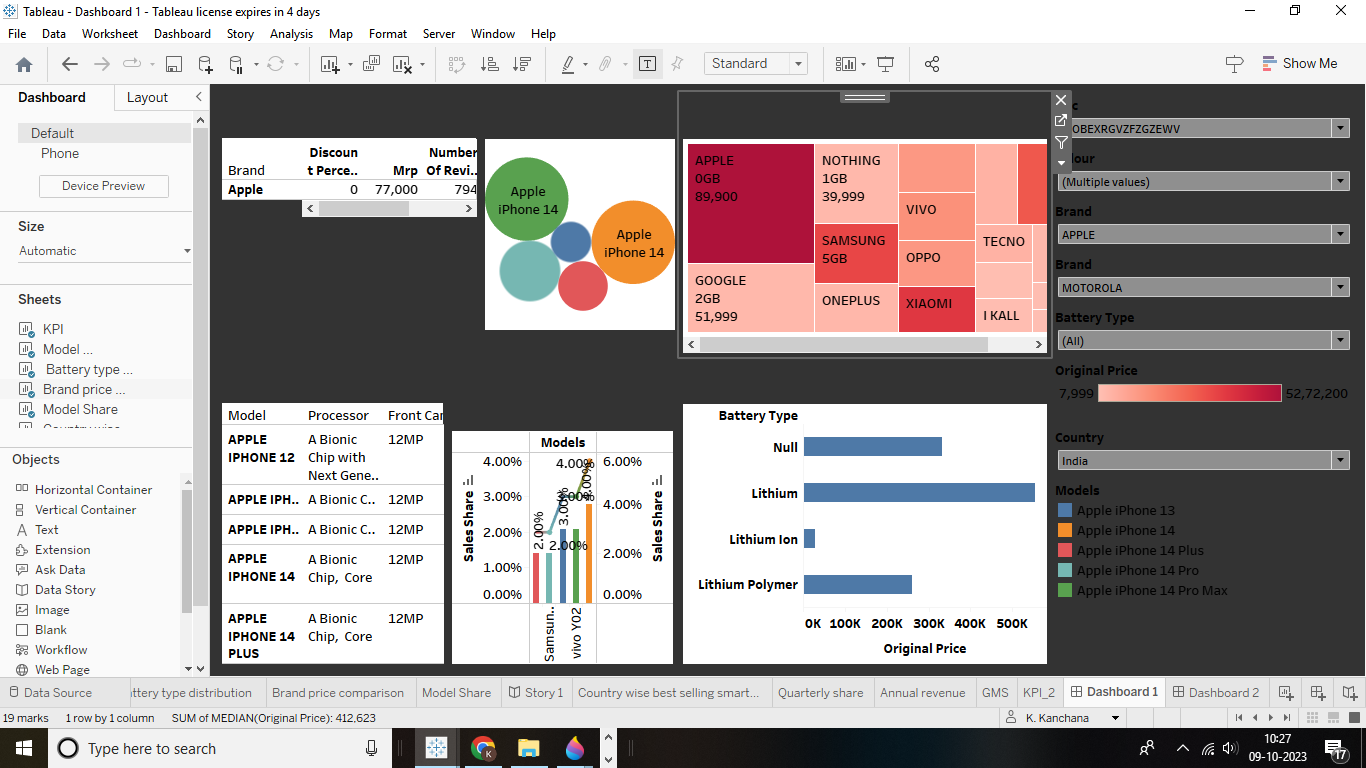 Tableau - Dashboard 1 - Tableau license expires in 4 days
File Data Worksheet Dashboard Story Analysis Map Format Server Window Help
Standard
Show Me
Dashboard Layout
Default
Phone
Device Preview
Size
Automatic
Sheets
KPI
Model ...
Battery type ...
Brand price ...
Model Share
Objects
Horizontal Container
Vertical Container
Text
Extension
Ask Data
Data Story
Image
Blank
Workflow
Web Page
Brand Discoun t Perce.. Mrp Number Of Revi..
Apple 0 77,000 794
Apple iPhone 14
Apple iPhone 14
APPLE
0GB
89,900
GOOGLE
2GB
51,999
NOTHING
1GB
39,999
SAMSUNG
5GB
ONEPLUS
VIVO
OPPO
XIAOMI
TECNO
I KALL
OBEXRGVZFZGZEWV
(Multiple values)
Brand
APPLE
Brand
MOTOROLA
Battery Type
(All)
Original Price
7,999 52,72,200
Country
India
Models
Apple iPhone 13
Apple iPhone 14
Apple iPhone 14 Plus
Apple iPhone 14 Pro
Apple iPhone 14 Pro Max
Model Processor Front Car
APPLE IPHONE 12 A Bionic Chip with Next Gene.. 12MP
APPLE IPH.. A Bionic C.. 12MP
APPLE IPH.. A Bionic C.. 12MP
APPLE IPHONE 14 A Bionic Chip, Core 12MP
APPLE IPHONE 14 PLUS A Bionic Chip, Core 12MP
Models
Sales Share
4.00%
3.00%
2.00%
1.00%
0.00%
2.00%
2.00%
3.00%
3.00%
4.00%
Samsun..
vivo Y02
6.00%
4.00%
2.00%
0.00%
Sales Share
Battery Type
Null
Lithium
Lithium Ion
Lithium Polymer
0K 100K 200K 300K 400K 500K
Original Price
Data Source ttery type distribution Brand price comparison Model Share Story 1 Country wise best selling smart... Quarterly share Annual revenue GMS KPI_2 Dashboard 1 Dashboard 2
19 marks 1 row by 1 column SUM of MEDIAN(Original Price): 412,623 K. Kanchana
Type here to search
K
10:27
09-10-2023
17